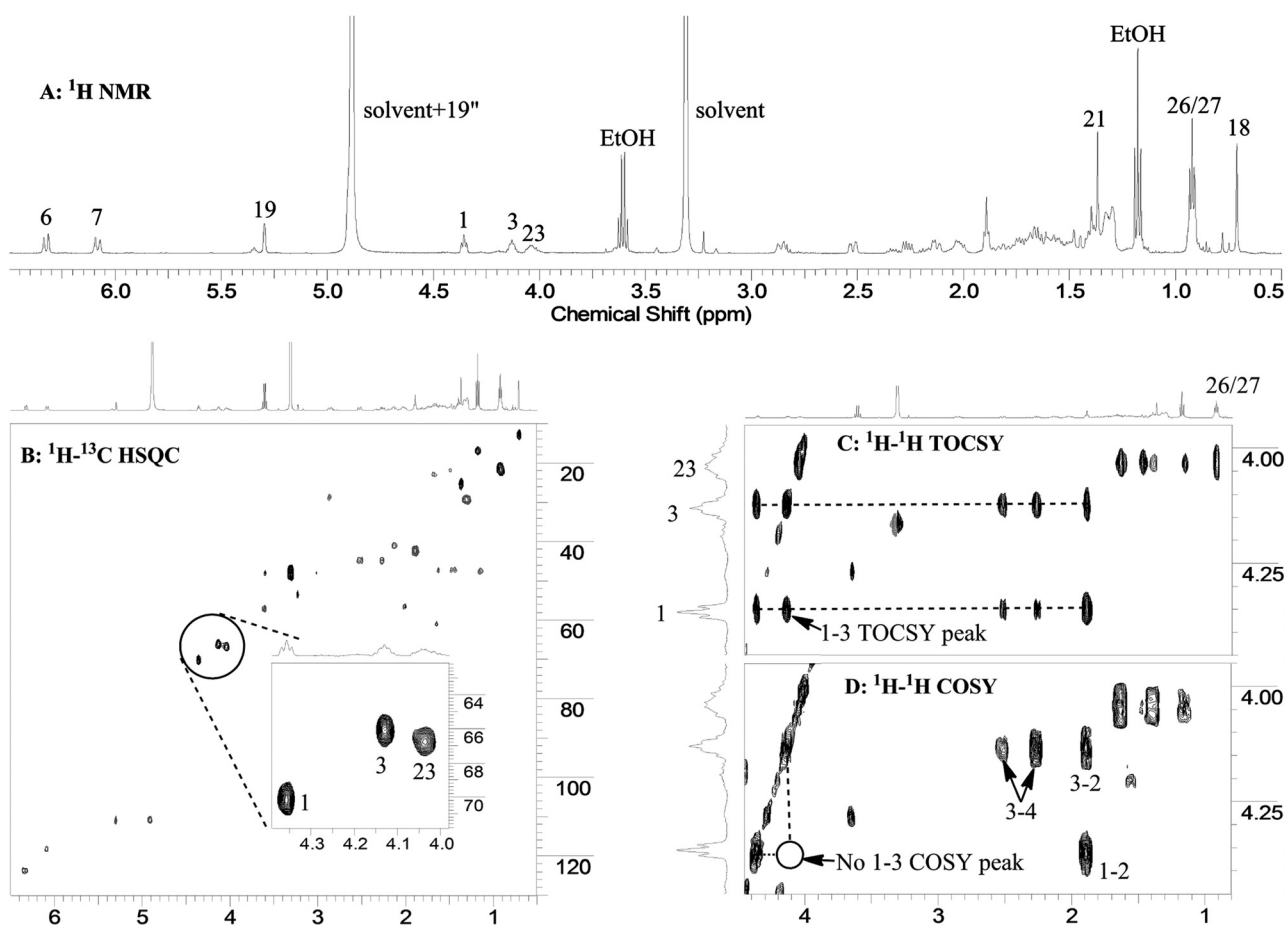 A: ¹H NMR
solvent+19"
EtOH
solvent
EtOH
26/27
21
18
6
7
19
1
3
23
6.0 5.5 5.0 4.5 4.0 3.5 3.0 2.5 2.0 1.5 1.0 0.5
Chemical Shift (ppm)
B: ¹H-¹³C HSQC
20
40
60
80
100
120
64
66
68
70
3
23
1
4.3 4.2 4.1 4.0
6 5 4 3 2 1
26/27
C: ¹H-¹H TOCSY
23
3
1
4.00
4.25
1-3 TOCSY peak
D: ¹H-¹H COSY
4.00
4.25
3-2
3-4
No 1-3 COSY peak
1-2
4 3 2 1